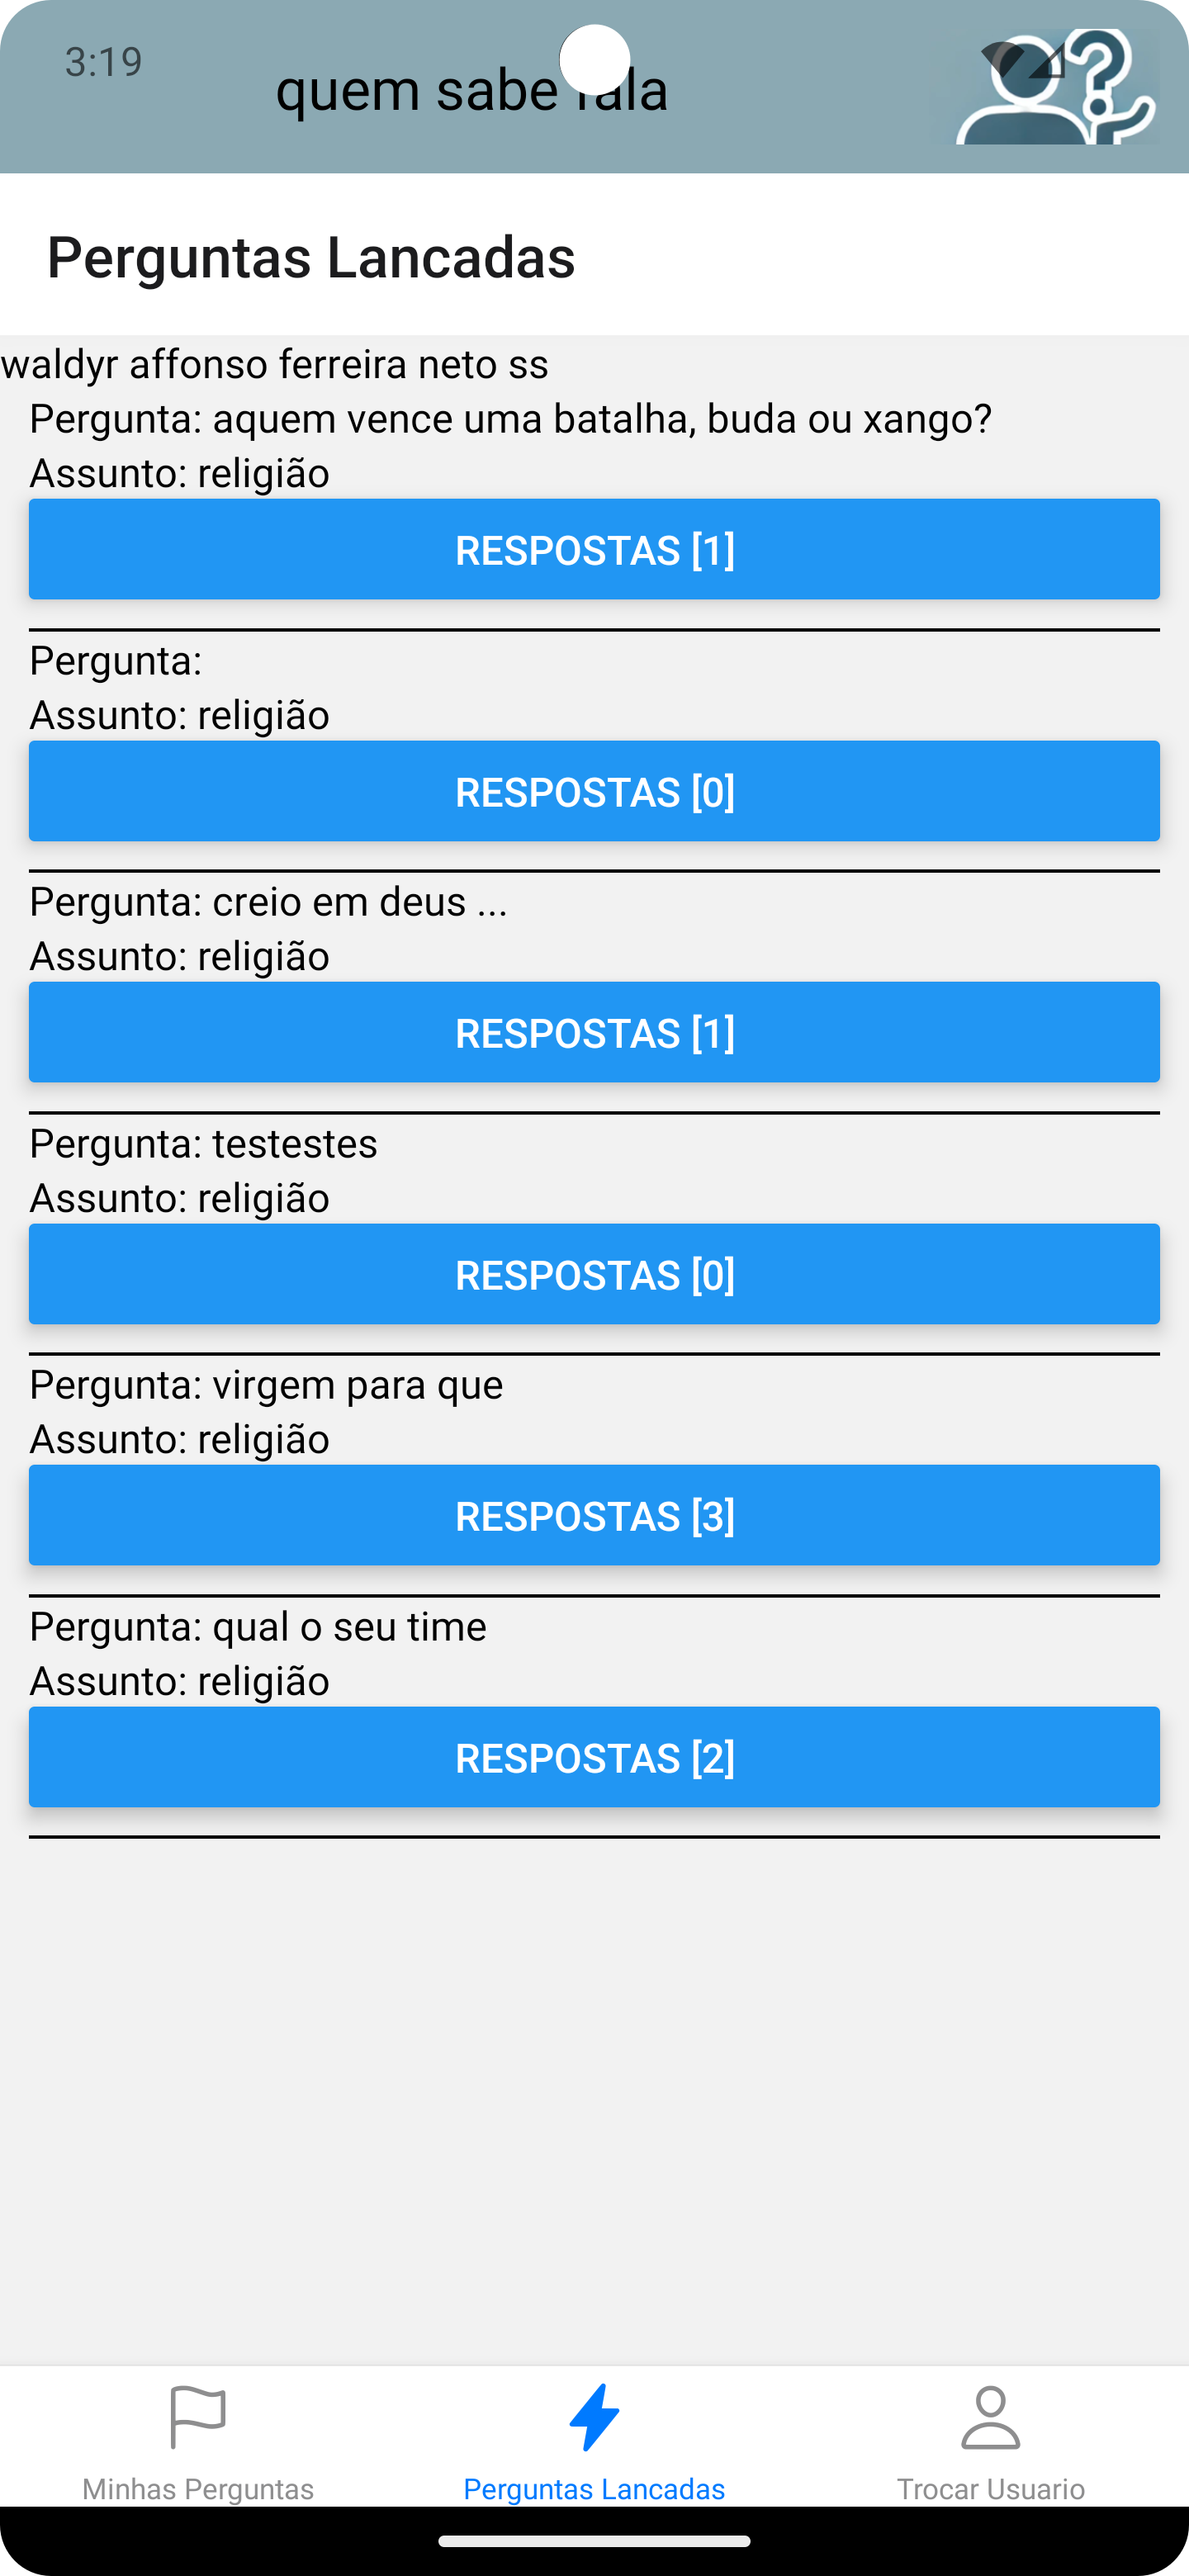 3:19
quem sabe fala
Perguntas Lancadas
waldyr affonso ferreira neto ss
Pergunta: aquem vence uma batalha, buda ou xango?
Assunto: religião
RESPOSTAS [1]
Pergunta:
Assunto: religião
RESPOSTAS [0]
Pergunta: creio em deus ...
Assunto: religião
RESPOSTAS [1]
Pergunta: testestes
Assunto: religião
RESPOSTAS [0]
Pergunta: virgem para que
Assunto: religião
RESPOSTAS [3]
Pergunta: qual o seu time
Assunto: religião
RESPOSTAS [2]
Minhas Perguntas
Perguntas Lancadas
Trocar Usuario